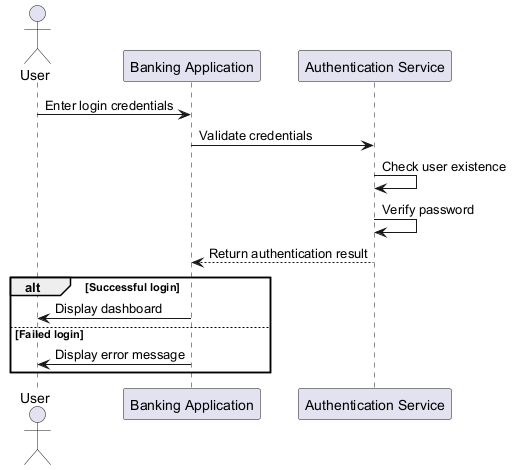 User
Banking Application
Authentication Service
Enter login credentials
Validate credentials
Check user existence
Verify password
Return authentication result
alt [Successful login]
Display dashboard
[Failed login]
Display error message
User
Banking Application
Authentication Service